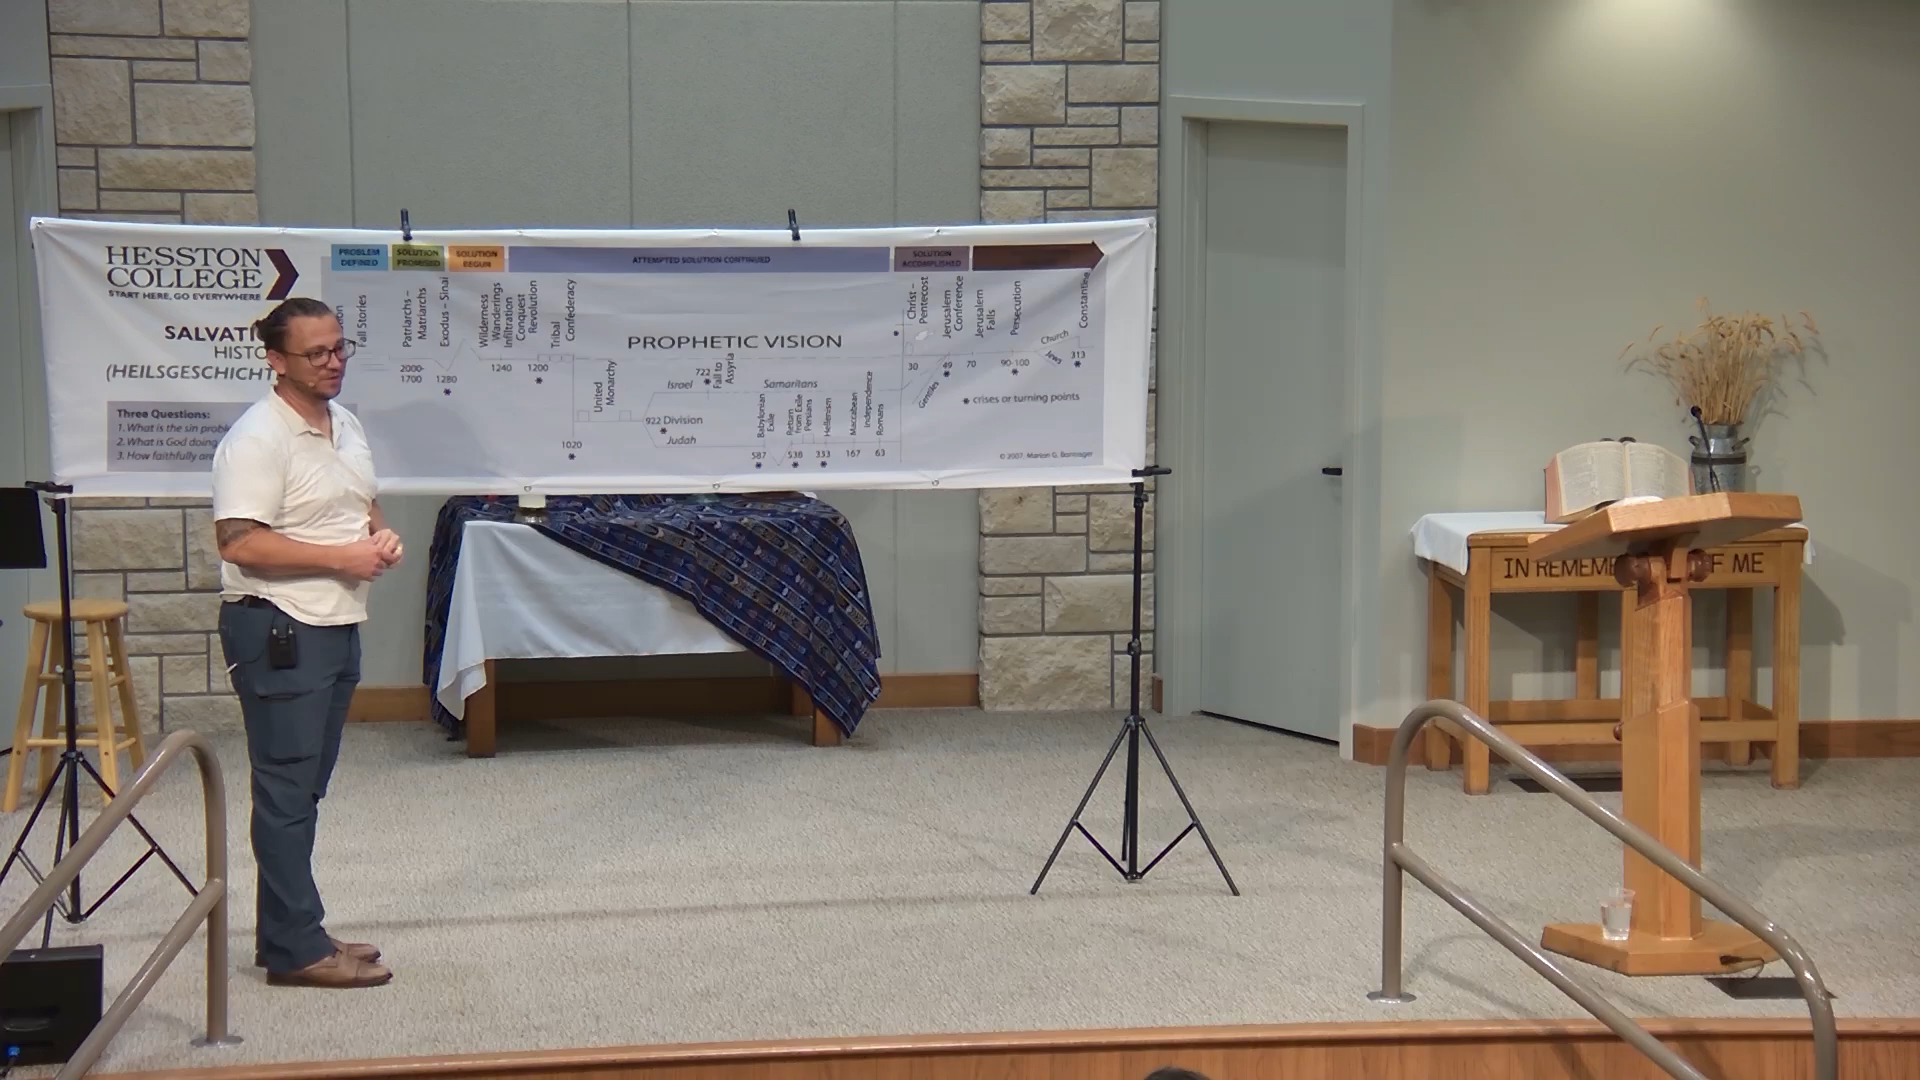 HESSTON
COLLEGE
START HERE, GO EVERYWHERE
SALVATI
HISTO
(HEILSGESCHICHT
Three Questions:
1. What is the sin prob
2. What is God doing
3. How faithfully are
PROBLEM
DEFINED
SOLUTION
PROMISED
SOLUTION
BEGUN
ATTEMPTED SOLUTION CONTINUED
SOLUTION
ACCOMPLISHED
Fall Stories
Patriarchs –
Matriarchs
Exodus – Sinai
Wilderness
Wanderings
Infiltration
Conquest
Revolution
Tribal
Confederacy
2000-
1700
1280
1240
1200
1020
United
Monarchy
PROPHETIC VISION
922 Division
Israel
Judah
722
Fall to
Assyria
Samaritans
Babylonian
Exile
Return
from Exile
Persians
Hellenism
Maccabean
Independence
Romans
587
538
333
167
63
Christ –
Pentecost
Jerusalem
Conference
Jerusalem
Falls
Persecution
Constantine
Church
Jews
Gentiles
30
49
70
90-100
313
* crises or turning points
© 2007, Marion G. Bontrager
IN REMEM
F ME